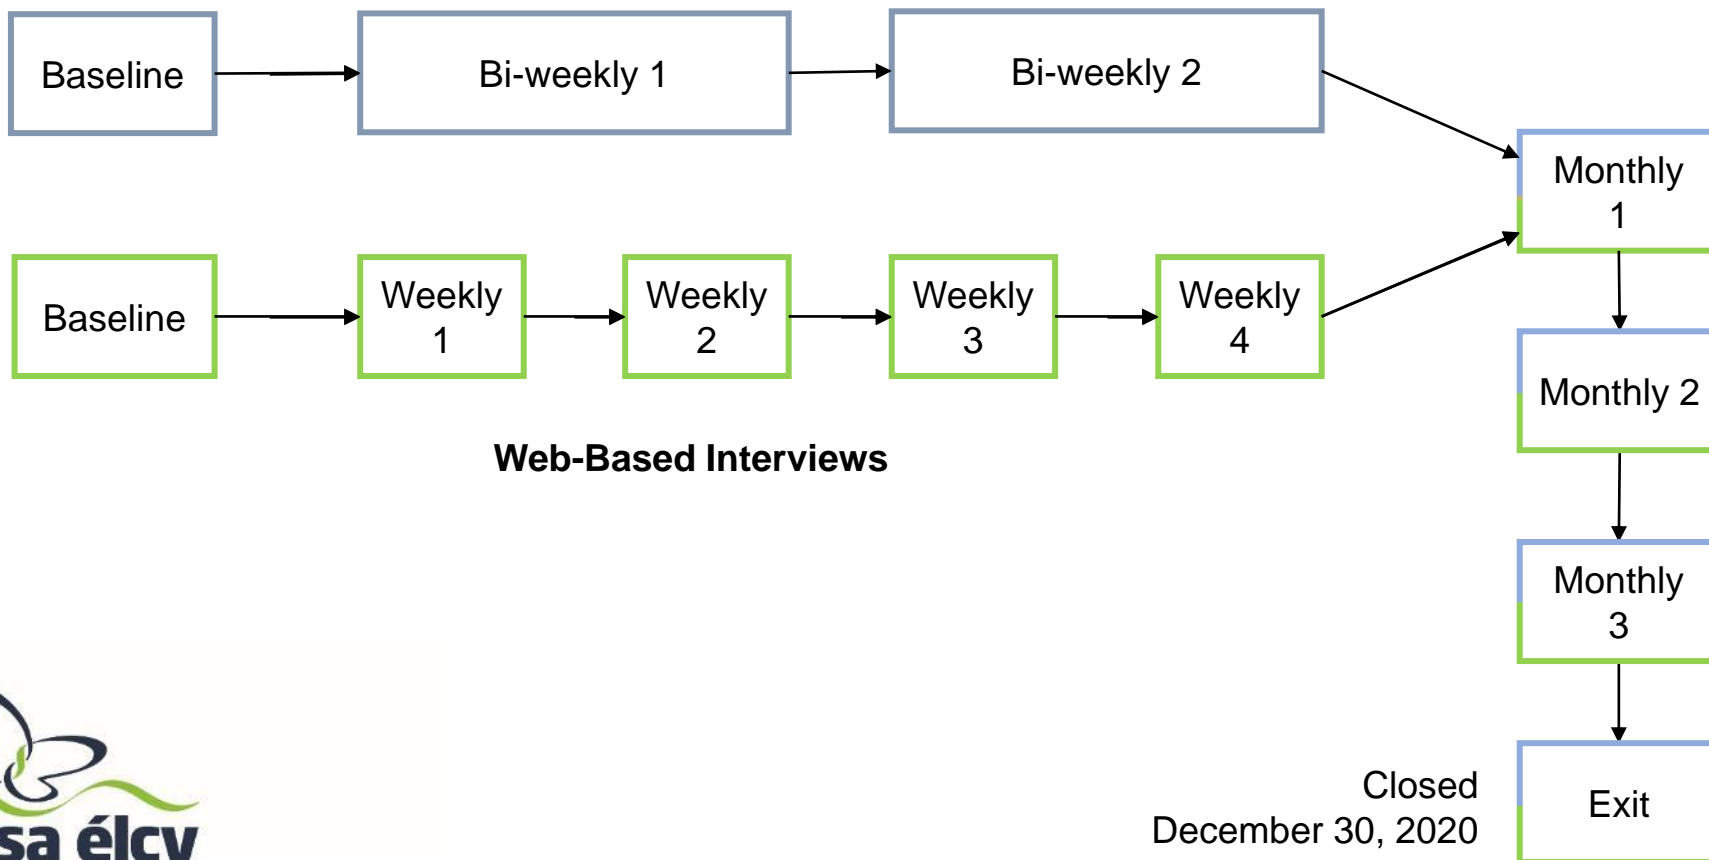 Baseline
Bi-weekly 1
Bi-weekly 2
Monthly
1
Baseline
Weekly
1
Weekly
2
Weekly
3
Weekly
4
Monthly 2
Web-Based Interviews
Monthly
3
Closed
December 30, 2020
Exit
élcv